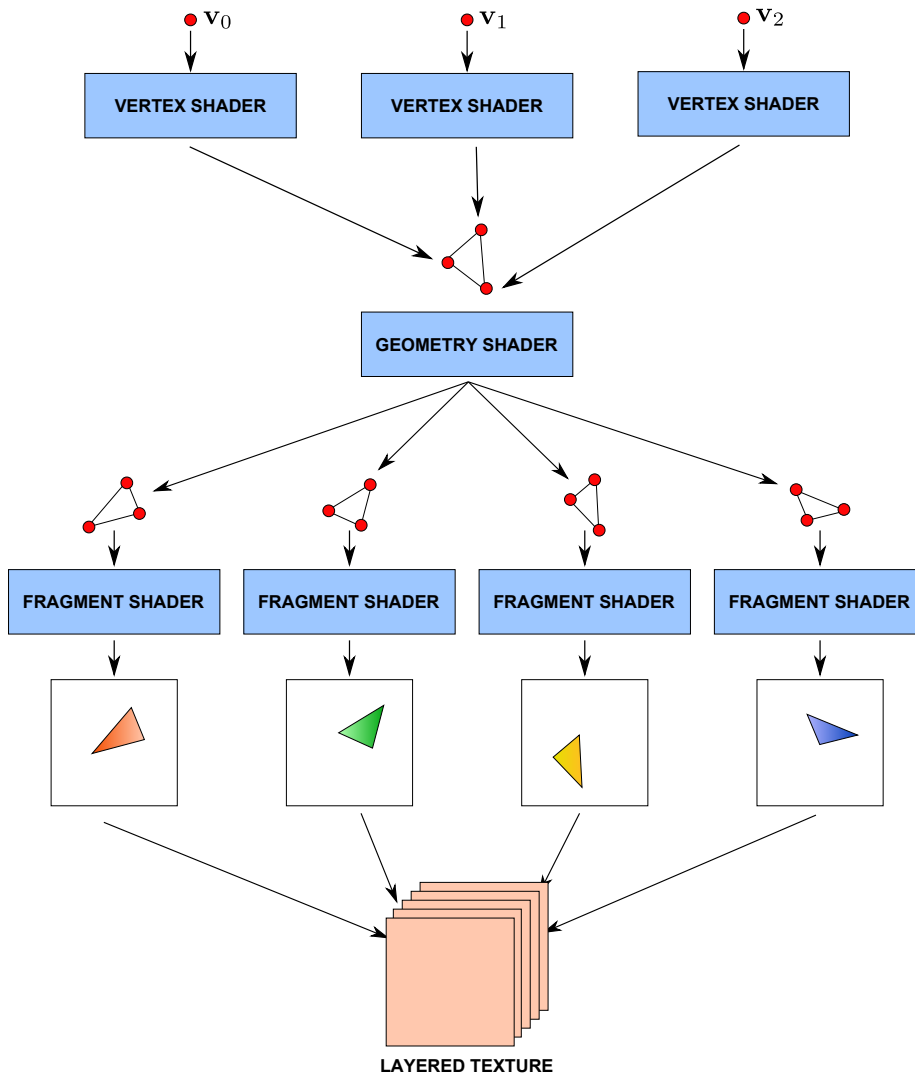 v₀
v₁
v₂
VERTEX SHADER
VERTEX SHADER
VERTEX SHADER
GEOMETRY SHADER
FRAGMENT SHADER
FRAGMENT SHADER
FRAGMENT SHADER
FRAGMENT SHADER
LAYERED TEXTURE